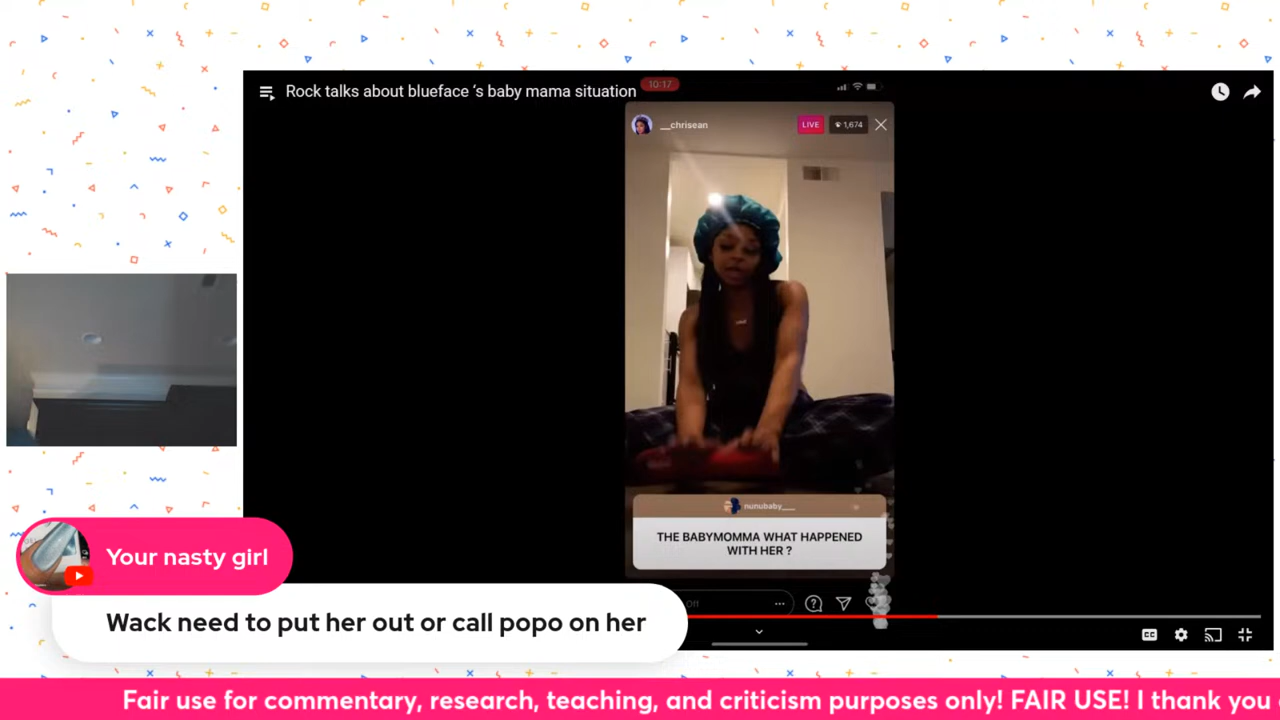 Rock talks about blueface ‘s baby mama situation
10:17
__chrisean
LIVE
1,674
nunubaby___
THE BABYMOMMA WHAT HAPPENED
WITH HER ?
Off
CC
Your nasty girl
Wack need to put her out or call popo on her
Fair use for commentary, research, teaching, and criticism purposes only! FAIR USE! I thank you